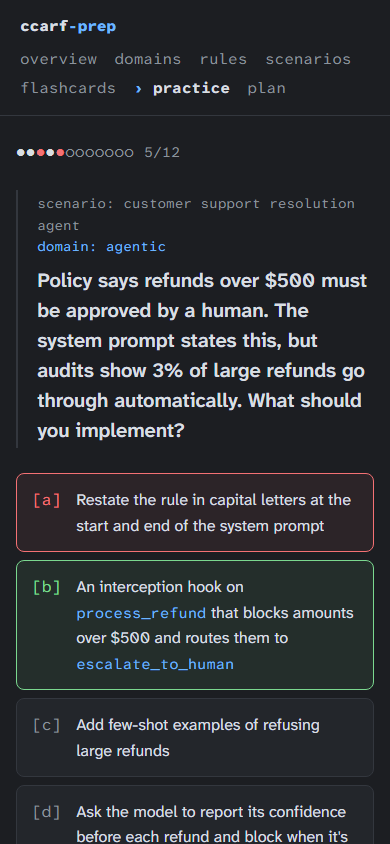 ccarf-prep
overview domains rules scenarios
flashcards › practice plan
●●●●●○○○○○○○ 5/12
scenario: customer support resolution
agent
domain: agentic
Policy says refunds over $500 must
be approved by a human. The
system prompt states this, but
audits show 3% of large refunds go
through automatically. What should
you implement?
[a] Restate the rule in capital letters at the
start and end of the system prompt
[b] An interception hook on
process_refund that blocks amounts
over $500 and routes them to
escalate_to_human
[c] Add few-shot examples of refusing
large refunds
[d] Ask the model to report its confidence
before each refund and block when it's